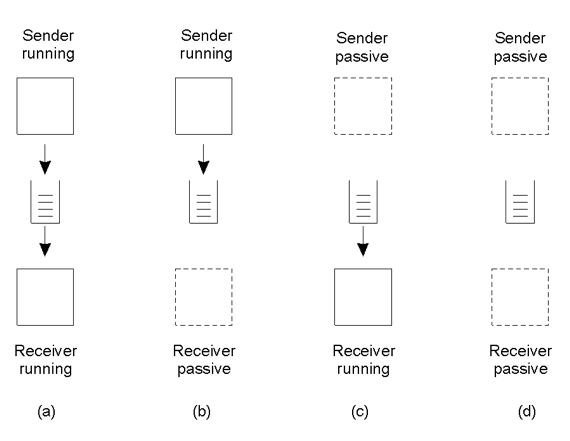 Sender
running
Sender
running
Sender
passive
Sender
passive
Receiver
running
Receiver
passive
Receiver
running
Receiver
passive
(a)
(b)
(c)
(d)